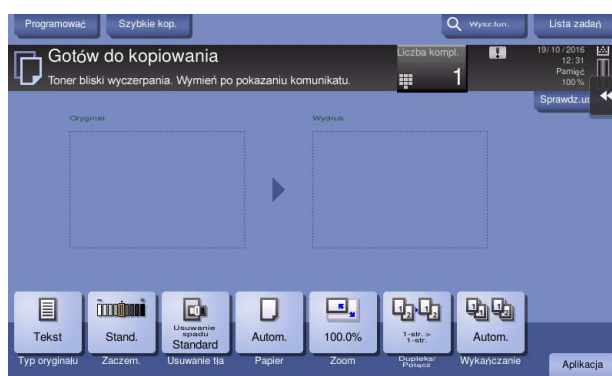 Programować
Szybkie kop.
Wysz.fun.
Lista zadań
Gotów do kopiowania
Toner bliski wyczerpania. Wymień po pokazaniu komunikatu.
Liczba kompl.
1
19/10/2016
12:31
Pamięć
100%
Sprawdz.us
Oryginał
Wydruk
Tekst
Typ oryginału
Stand.
Zaczern.
Usuwanie
spadu
Standard
Usuwanie tła
Autom.
Papier
100.0%
Zoom
1-str. >
1-str.
Dupleks/
Połącz
Autom.
Wykańczanie
Aplikacja